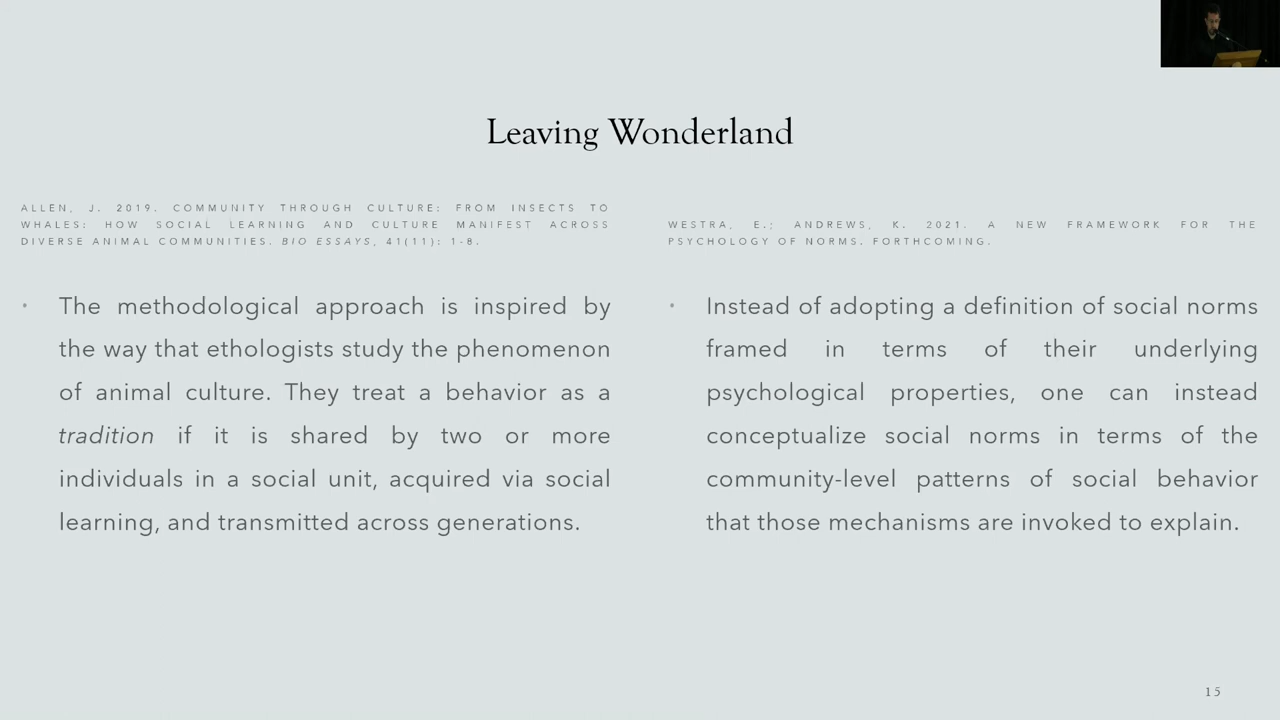 Leaving Wonderland
ALLEN, J. 2019. COMMUNITY THROUGH CULTURE: FROM INSECTS TO
WHALES: HOW SOCIAL LEARNING AND CULTURE MANIFEST ACROSS
DIVERSE ANIMAL COMMUNITIES. BIO ESSAYS, 41(11): 1-8.
• The methodological approach is inspired by
the way that ethologists study the phenomenon
of animal culture. They treat a behavior as a
tradition if it is shared by two or more
individuals in a social unit, acquired via social
learning, and transmitted across generations.
WESTRA, E.; ANDREWS, K. 2021. A NEW FRAMEWORK FOR THE
PSYCHOLOGY OF NORMS. FORTHCOMING.
• Instead of adopting a definition of social norms
framed in terms of their underlying
psychological properties, one can instead
conceptualize social norms in terms of the
community-level patterns of social behavior
that those mechanisms are invoked to explain.
15